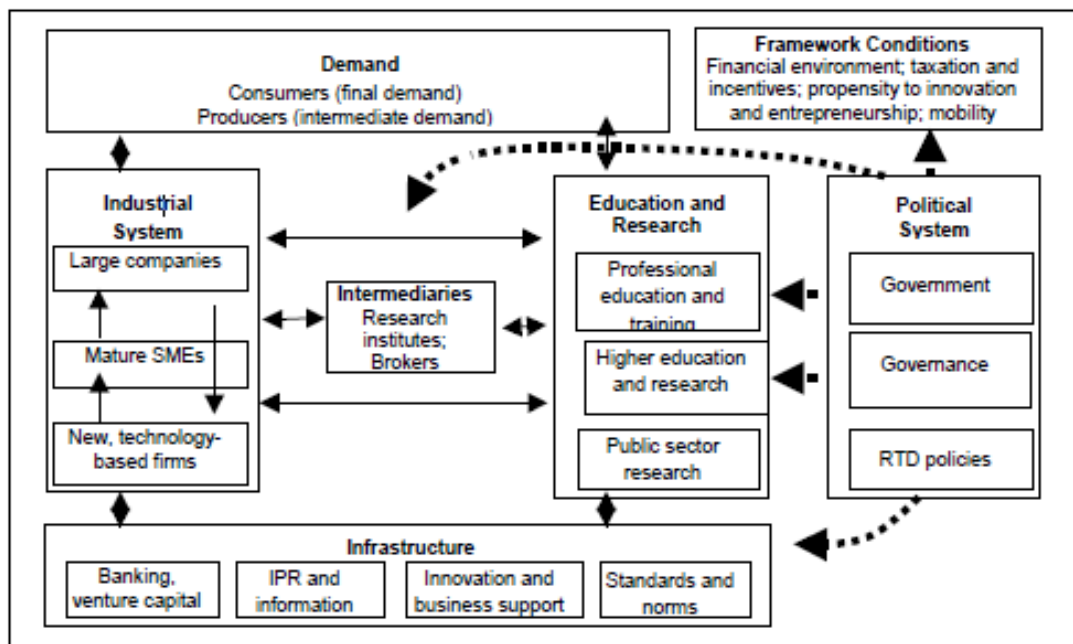 Demand
Consumers (final demand)
Producers (intermediate demand)
Framework Conditions
Financial environment; taxation and
incentives; propensity to innovation
and entrepreneurship; mobility
Industrial
System
Large companies
Mature SMEs
New, technology-
based firms
Intermediaries
Research
institutes;
Brokers
Education and
Research
Professional
education and
training
Higher education
and research
Public sector
research
Political
System
Government
Governance
RTD policies
Infrastructure
Banking,
venture capital
IPR and
information
Innovation and
business support
Standards and
norms